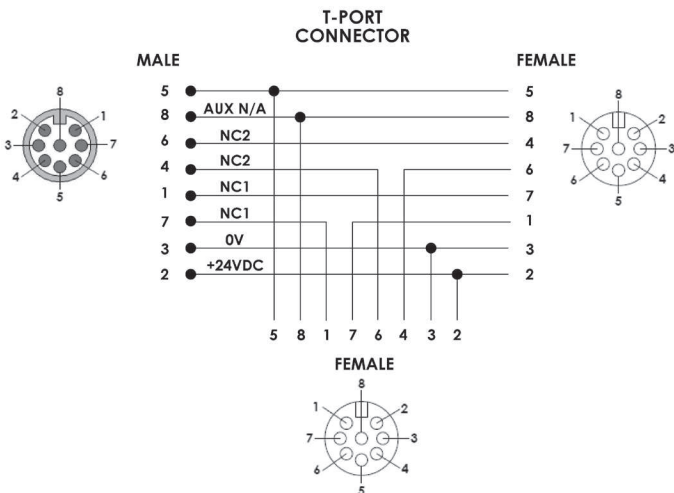 T-PORT
CONNECTOR
MALE
FEMALE
5 5
8 AUX N/A 8
6 NC2 4
4 NC2 6
1 NC1 7
7 NC1 1
3 0V 3
2 +24VDC 2
8
2 1
3 7
4 6
5
8
1 2
7 3
6 4
5
5 8 1 7 6 4 3 2
FEMALE
8
1 2
7 3
6 4
5